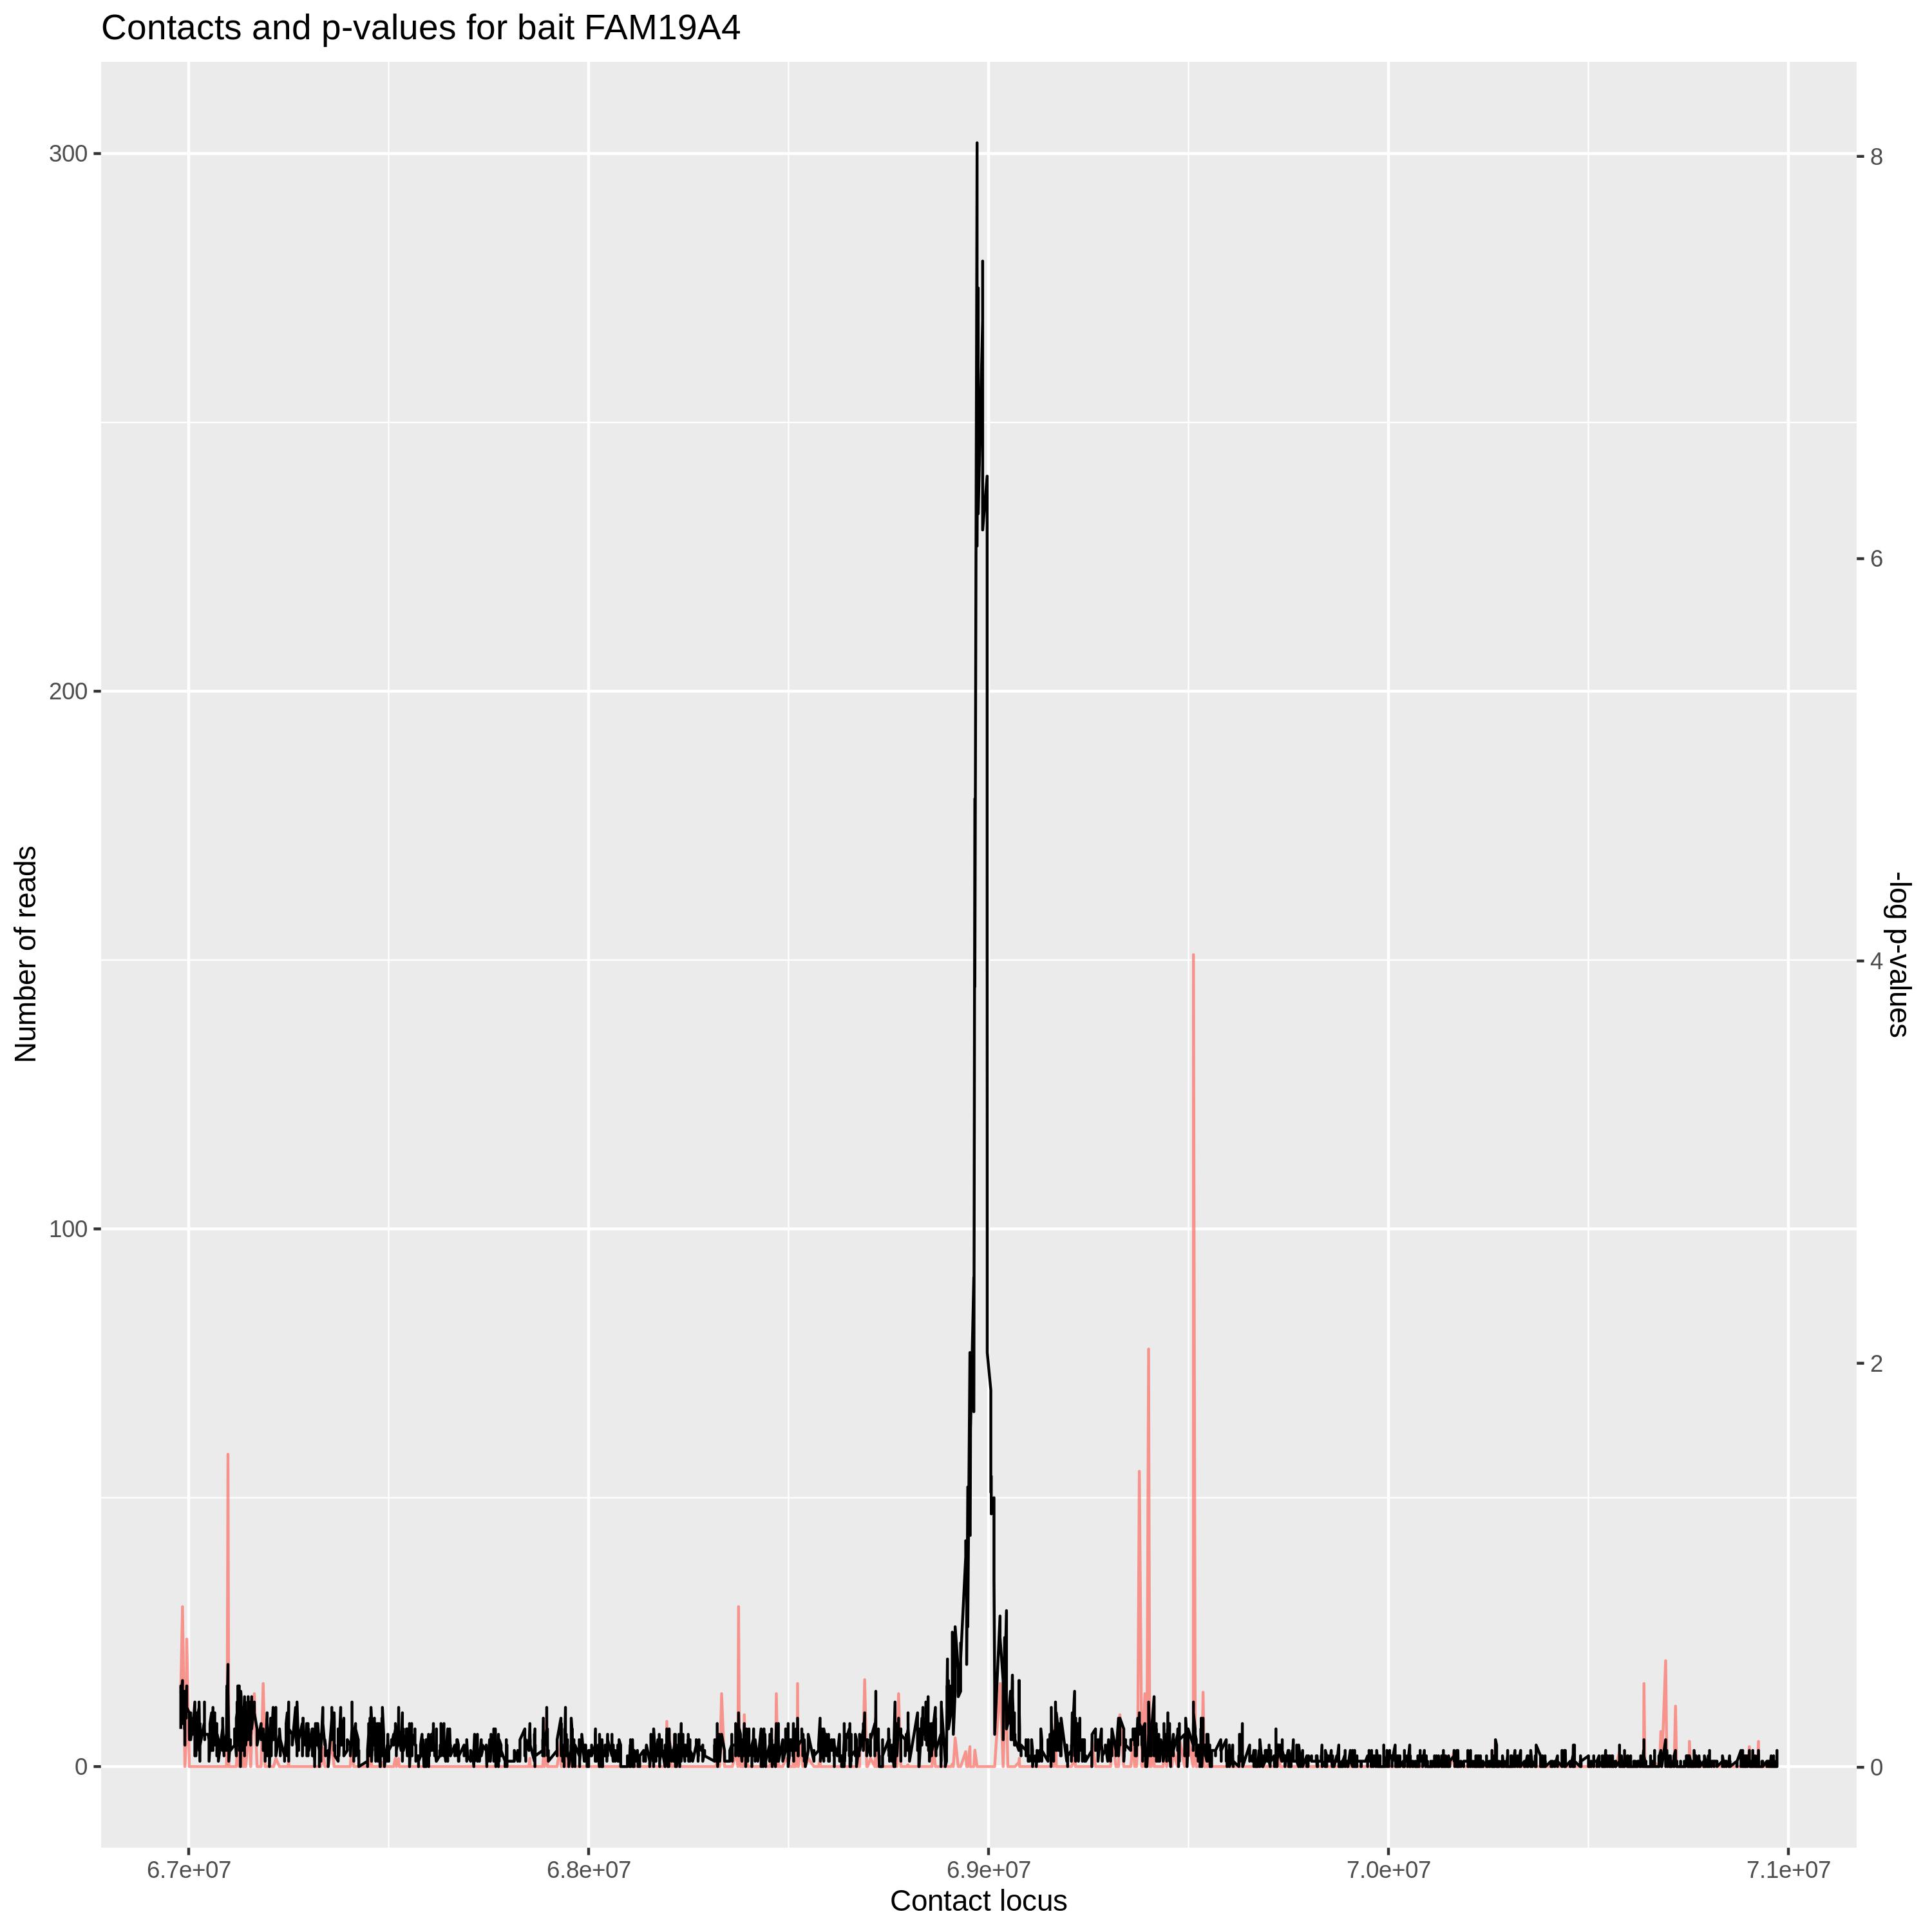 Contacts and p-values for bait FAM19A4
300
200
100
0
Number of reads
8
6
4
2
0
-log p-values
6.7e+07
6.8e+07
6.9e+07
7.0e+07
7.1e+07
Contact locus